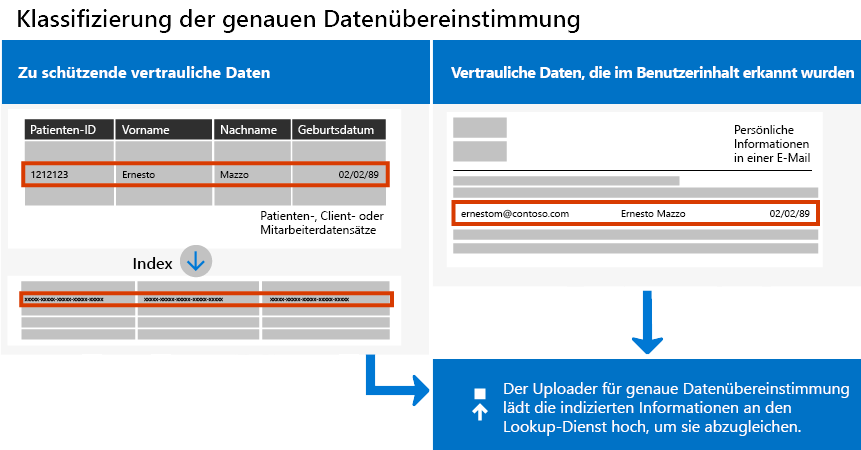 Klassifizierung der genauen Datenübereinstimmung
Zu schützende vertrauliche Daten
Patienten-ID Vorname Nachname Geburtsdatum
1212123 Ernesto Mazzo 02/02/89
Patienten-, Client- oder
Mitarbeiterdatensätze
Index
xxxxx-xxxxx-xxxxx-xxxxx-xxxxx xxxxx-xxxxx-xxxxx-xxxxx-xxxxx xxxxx-xxxxx-xxxxx-xxxxx-xxxxx
Vertrauliche Daten, die im Benutzerinhalt erkannt wurden
Persönliche
Informationen
in einer E-Mail
ernestom@contoso.com Ernesto Mazzo 02/02/89
Der Uploader für genaue Datenübereinstimmung
lädt die indizierten Informationen an den
Lookup-Dienst hoch, um sie abzugleichen.